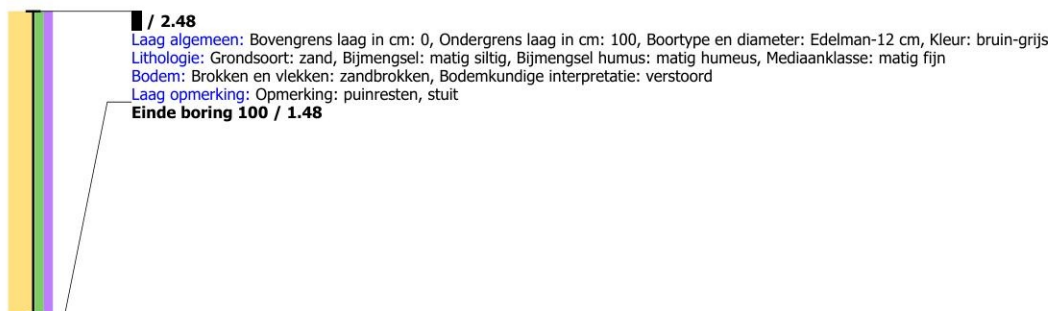 / 2.48
Laag algemeen: Bovengrens laag in cm: 0, Ondergrens laag in cm: 100, Boortype en diameter: Edelman-12 cm, Kleur: bruin-grijs
Lithologie: Grondsoort: zand, Bijmengsel: matig siltig, Bijmengsel humus: matig humeus, Mediaanklasse: matig fijn
Bodem: Brokken en vlekken: zandbrokken, Bodemkundige interpretatie: verstoord
Laag opmerking: Opmerking: puinresten, stuit
Einde boring 100 / 1.48